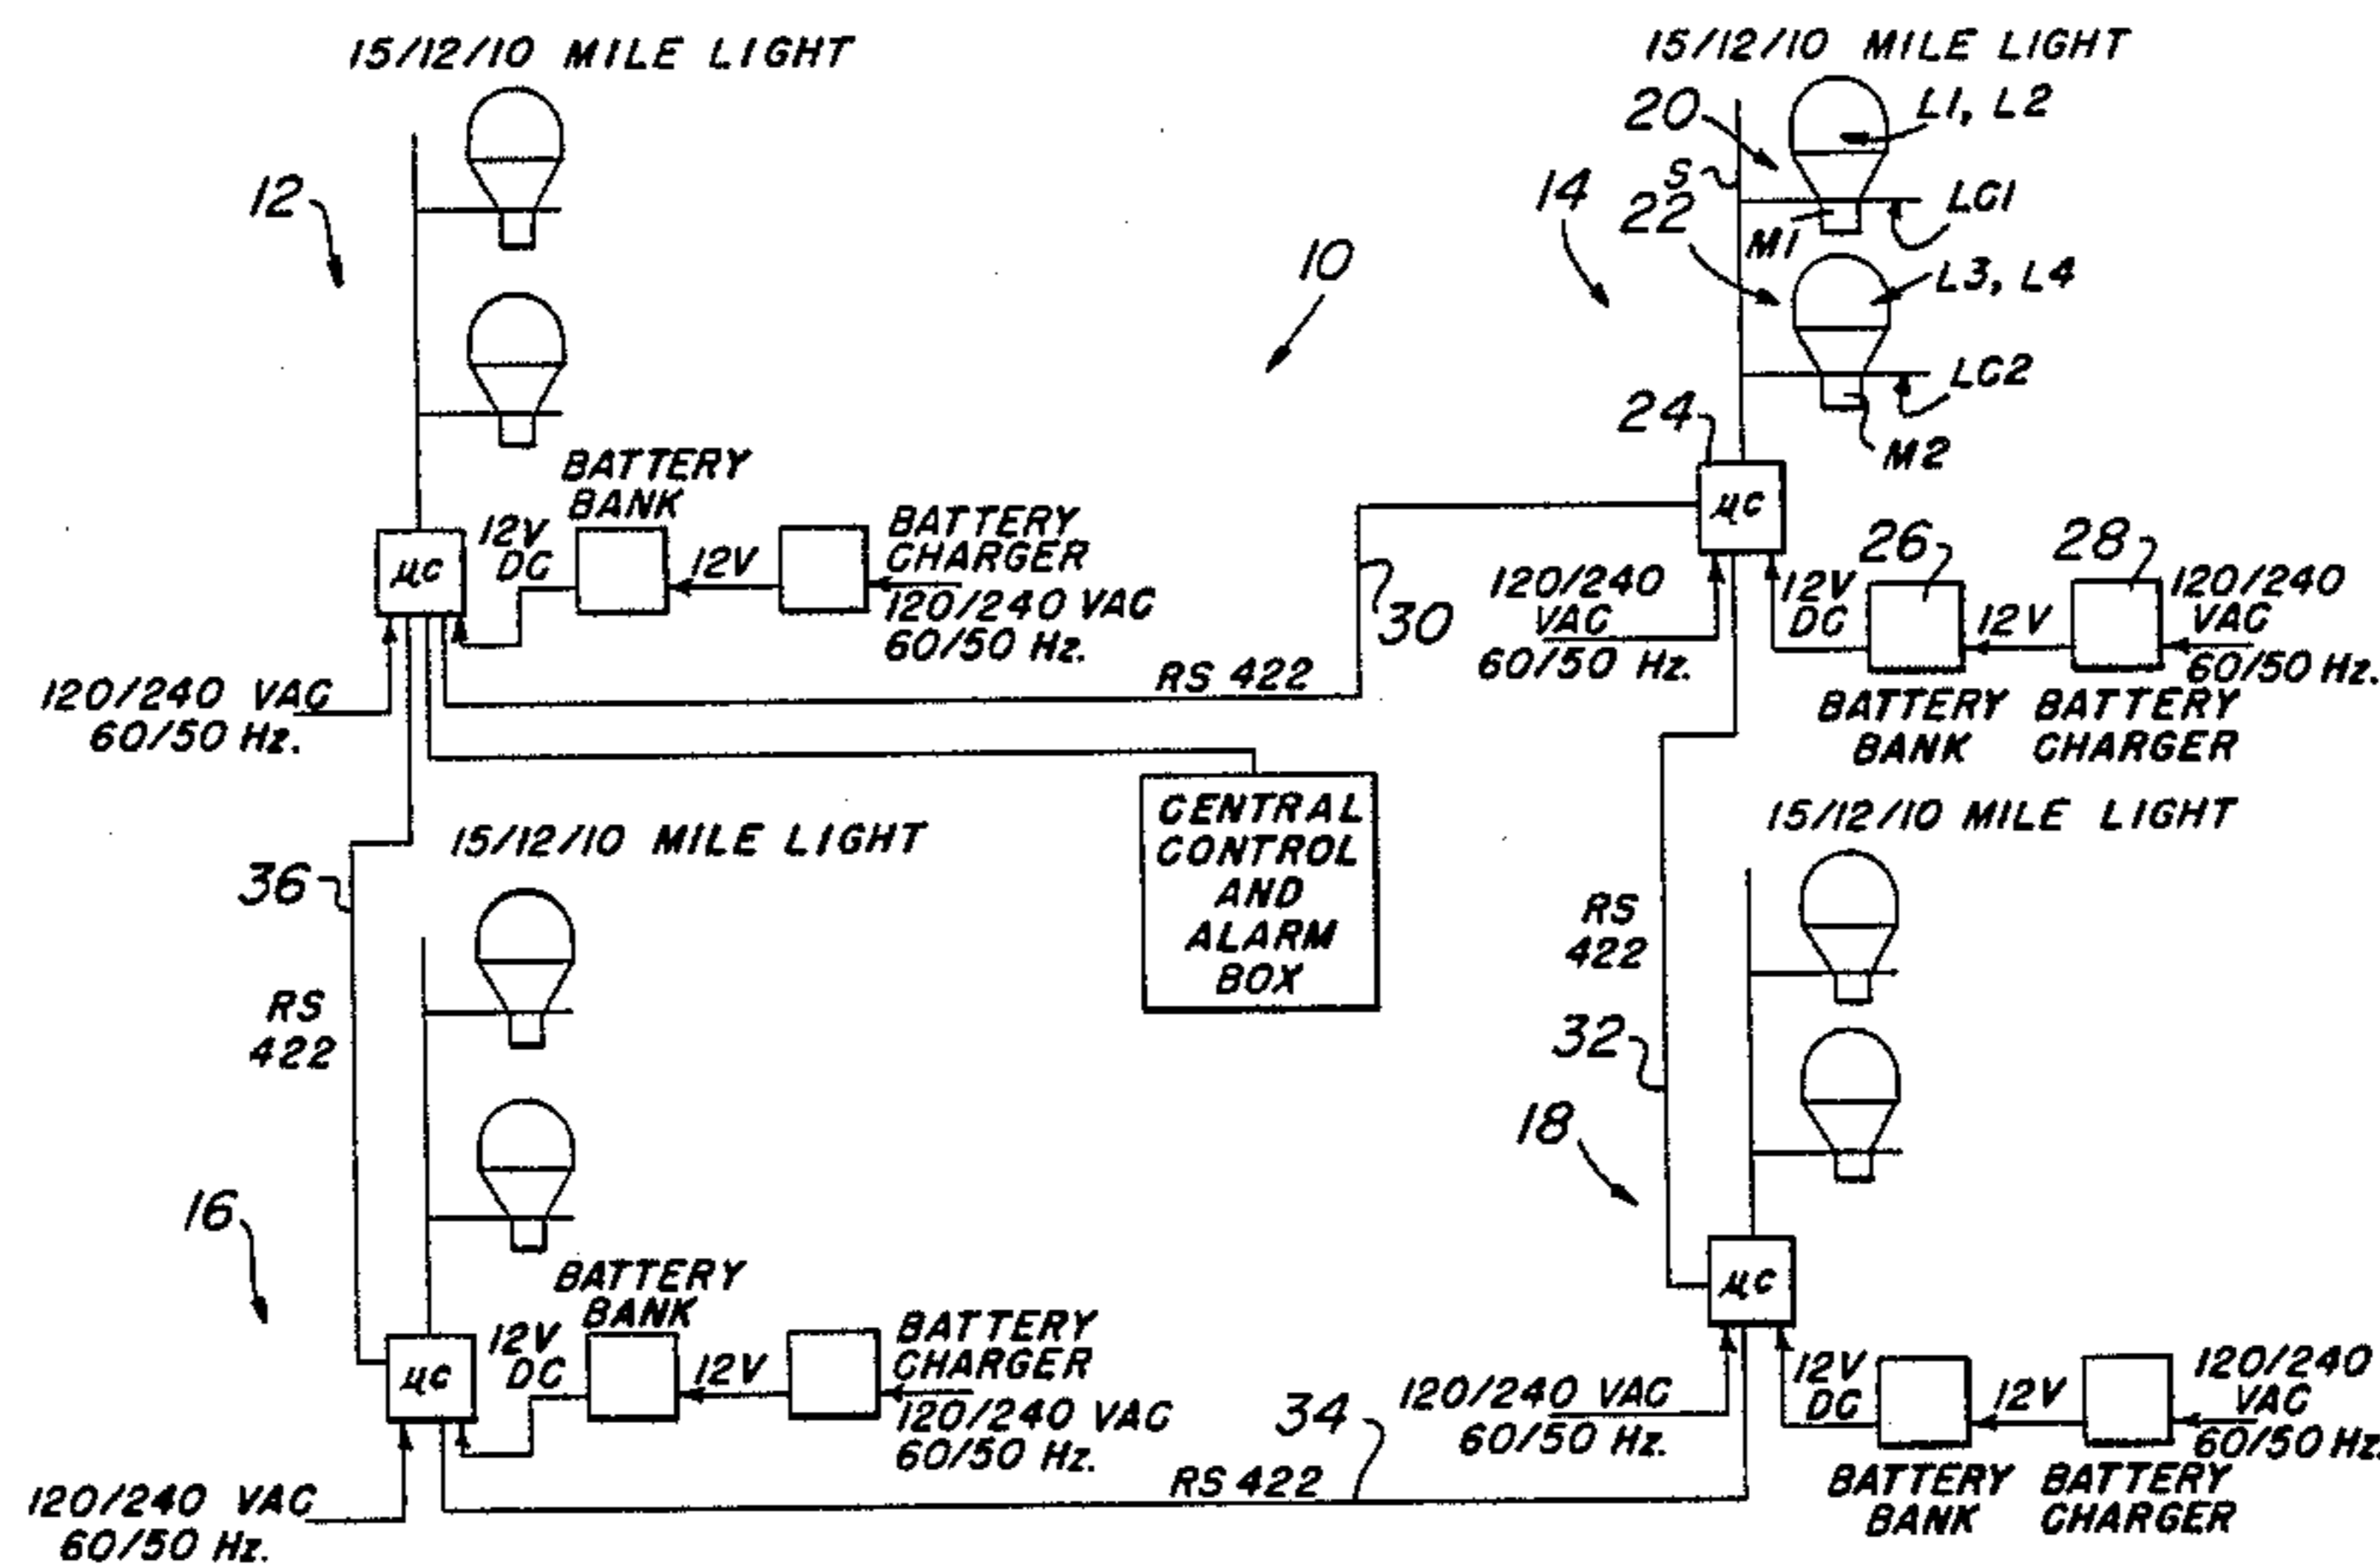 15/12/10 MILE LIGHT
12
BATTERY
BANK
12V
DC
12V
BATTERY
CHARGER
120/240 VAC
60/50 Hz.
µc
120/240 VAC
60/50 Hz.
RS 422
10
30
15/12/10 MILE LIGHT
20
L1, L2
S
14
22
LC1
M1
L3, L4
LC2
24
M2
µc
26
28
120/240
VAC
60/50 Hz.
12V
DC
12V
120/240
VAC
60/50 Hz.
BATTERY
BANK
BATTERY
CHARGER
CENTRAL
CONTROL
AND
ALARM
BOX
36
15/12/10 MILE LIGHT
RS
422
16
BATTERY
BANK
12V
DC
12V
BATTERY
CHARGER
120/240 VAC
60/50 Hz.
µc
120/240 VAC
60/50 Hz.
RS 422
34
15/12/10 MILE LIGHT
RS
422
32
18
µc
120/240 VAC
60/50 Hz.
12V
DC
12V
120/240
VAC
60/50 Hz.
BATTERY
BANK
BATTERY
CHARGER